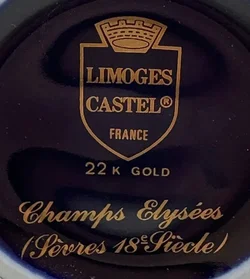 LIMOGES
CASTEL®
FRANCE
22 K GOLD
Champs Elysées
(Sèvres 18e Siècle)